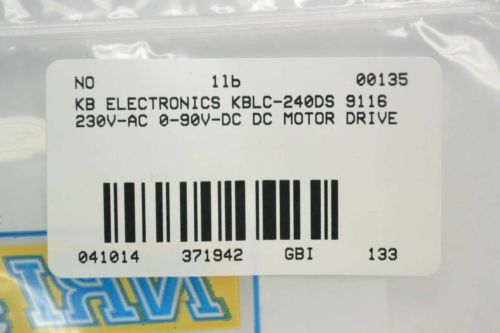 NO 1lb 00135
KB ELECTRONICS KBLC-240DS 9116
230V-AC 0-90V-DC DC MOTOR DRIVE
041014 371942 GBI 133
NRI